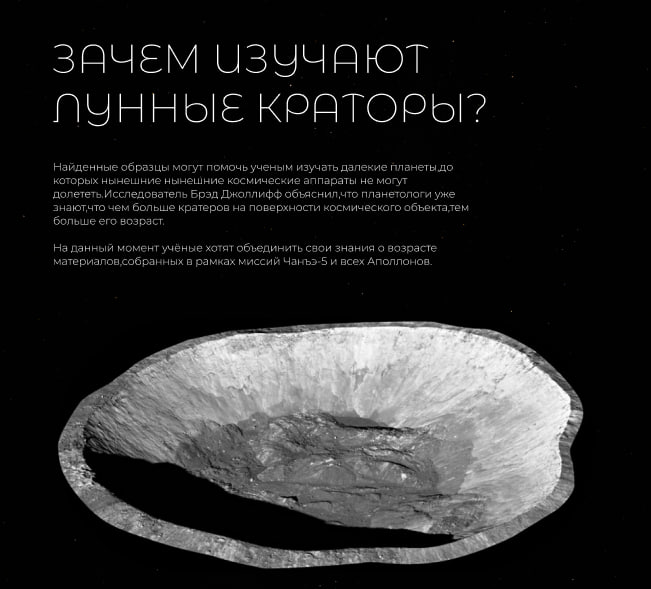 ЗАЧЕМ ИЗУЧАЮТ
ЛУННЫЕ КРАТОРЫ?
Найденные образцы могут помочь ученым изучать далекие планеты,до
которых нынешние нынешние космические аппараты не могут
долететь.Исследователь Брэд Джоллифф объяснил,что планетологи уже
знают,что чем больше кратеров на поверхности космического объекта,тем
больше его возраст.
На данный момент учёные хотят объединить свои знания о возрасте
материалов,собранных в рамках миссий Чанъэ-5 и всех Аполлонов.